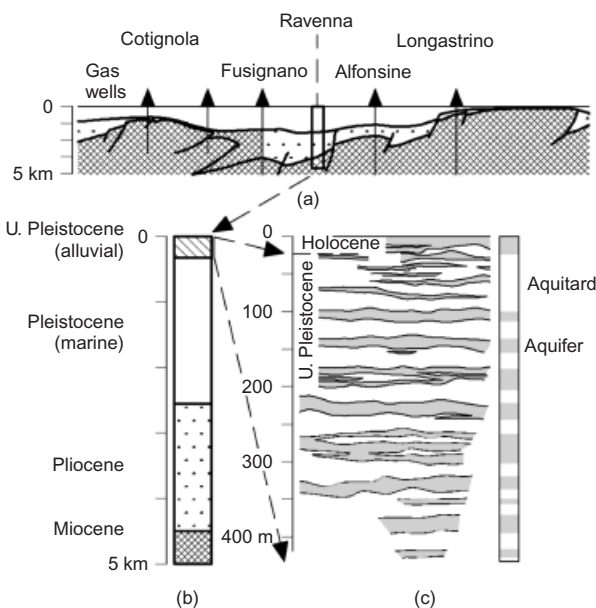 Ravenna
Cotignola
Longastrino
Gas
wells
Fusignano
Alfonsine
0
5 km
(a)
U. Pleistocene
(alluvial)
0
Pleistocene
(marine)
Pliocene
Miocene
5 km
(b)
0
Holocene
U. Pleistocene
100
200
300
400 m
Aquitard
Aquifer
(c)